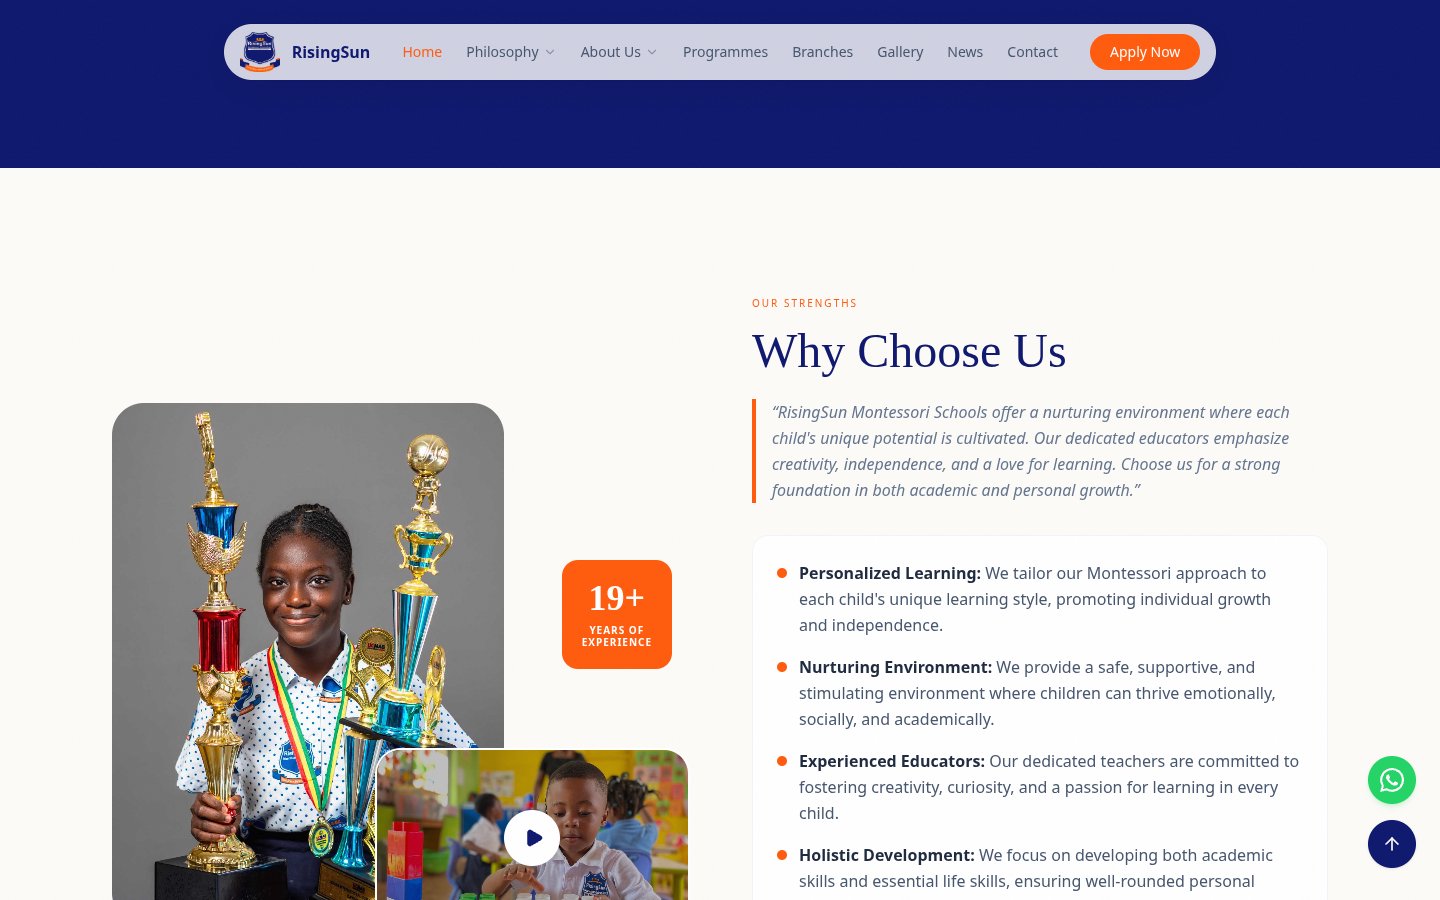 RisingSun
Home
Philosophy
About Us
Programmes
Branches
Gallery
News
Contact
Apply Now
OUR STRENGTHS
Why Choose Us
“RisingSun Montessori Schools offer a nurturing environment where each
child's unique potential is cultivated. Our dedicated educators emphasize
creativity, independence, and a love for learning. Choose us for a strong
foundation in both academic and personal growth.”
19+
YEARS OF
EXPERIENCE
Personalized Learning: We tailor our Montessori approach to
each child's unique learning style, promoting individual growth
and independence.
Nurturing Environment: We provide a safe, supportive, and
stimulating environment where children can thrive emotionally,
socially, and academically.
Experienced Educators: Our dedicated teachers are committed to
fostering creativity, curiosity, and a passion for learning in every
child.
Holistic Development: We focus on developing both academic
skills and essential life skills, ensuring well-rounded personal